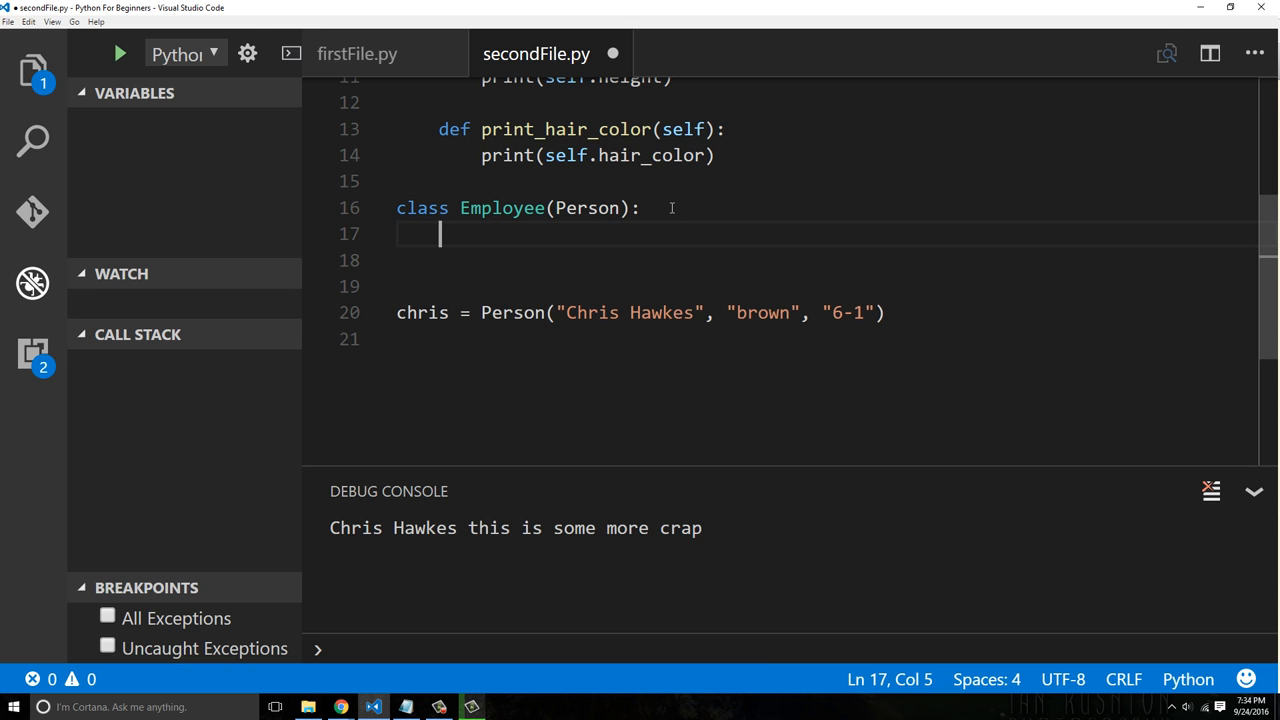 ● secondFile.py - Python For Beginners - Visual Studio Code
File Edit View Go Help
Pythor
firstFile.py
secondFile.py
1
VARIABLES
11 print(self.height)
12
13 def print_hair_color(self):
14 print(self.hair_color)
15
16 class Employee(Person):
17
18
19
20 chris = Person("Chris Hawkes", "brown", "6-1")
21
WATCH
CALL STACK
2
DEBUG CONSOLE
Chris Hawkes this is some more crap
BREAKPOINTS
All Exceptions
Uncaught Exceptions
0 0 Ln 17, Col 5 Spaces: 4 UTF-8 CRLF Python
I'm Cortana. Ask me anything.
7:34 PM
9/24/2016